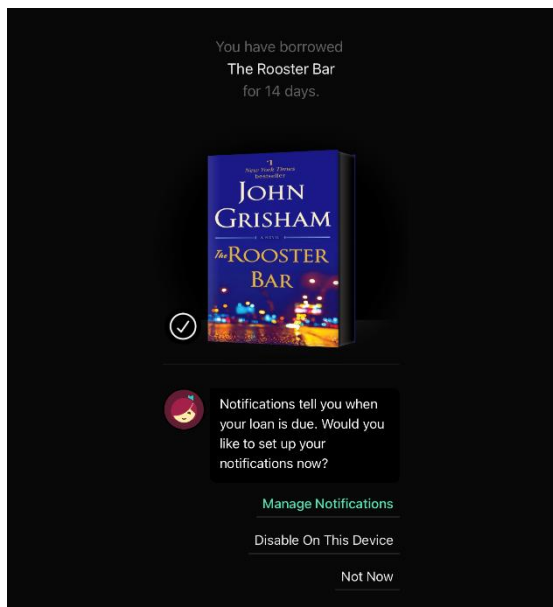 You have borrowed
The Rooster Bar
for 14 days.
#1
New York Times
bestseller
JOHN
GRISHAM
A NOVEL
The ROOSTER
BAR
Notifications tell you when
your loan is due. Would you
like to set up your
notifications now?
Manage Notifications
Disable On This Device
Not Now